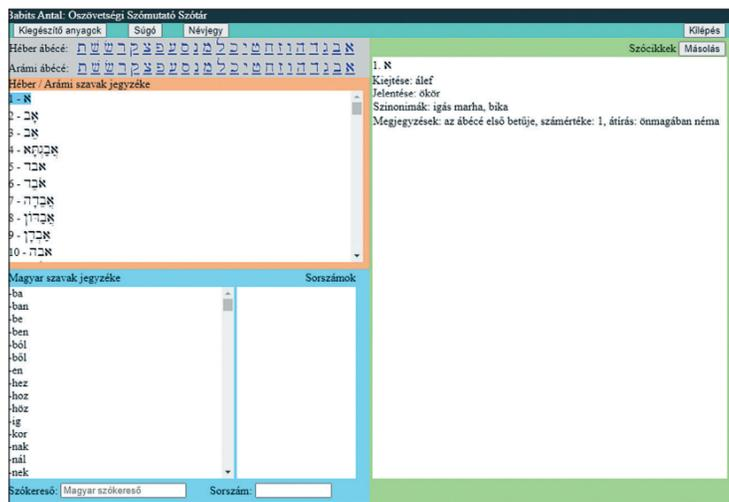 Babits Antal: Ószövetségi Szómutató Szótár
Kiegészítő anyagok Súgó Névjegy Kilépés
Héber ábécé: א ב ג ד ה ו ז ח ט י כ ל מ נ ס ע פ צ ק ר שׂ שׁ ת
Arámi ábécé: א ב ג ד ה ו ז ח ט י כ ל מ נ ס ע פ צ ק ר שׂ שׁ ת
Héber / Arámi szavak jegyzéke
1 - א
2 - אָב
3 - אֵב
4 - אֲבַגְתָא
5 - אבד
6 - אֹבֵד
7 - אֲבֵדָה
8 - אֲבַדּוֹן
9 - אַבְדָן
10 - אבה
Magyar szavak jegyzéke Sorszámok
-ba
-ban
-be
-ben
-ból
-ből
-en
-hez
-hoz
-höz
-ig
-kor
-nak
-nál
-nek
Szókereső: Magyar szókereső Sorszám:
Szócikkek Másolás
1. א
Kiejtése: álef
Jelentése: ökör
Szinonimák: igás marha, bika
Megjegyzések: az ábécé első betűje, számértéke: 1, átírás: önmagában néma